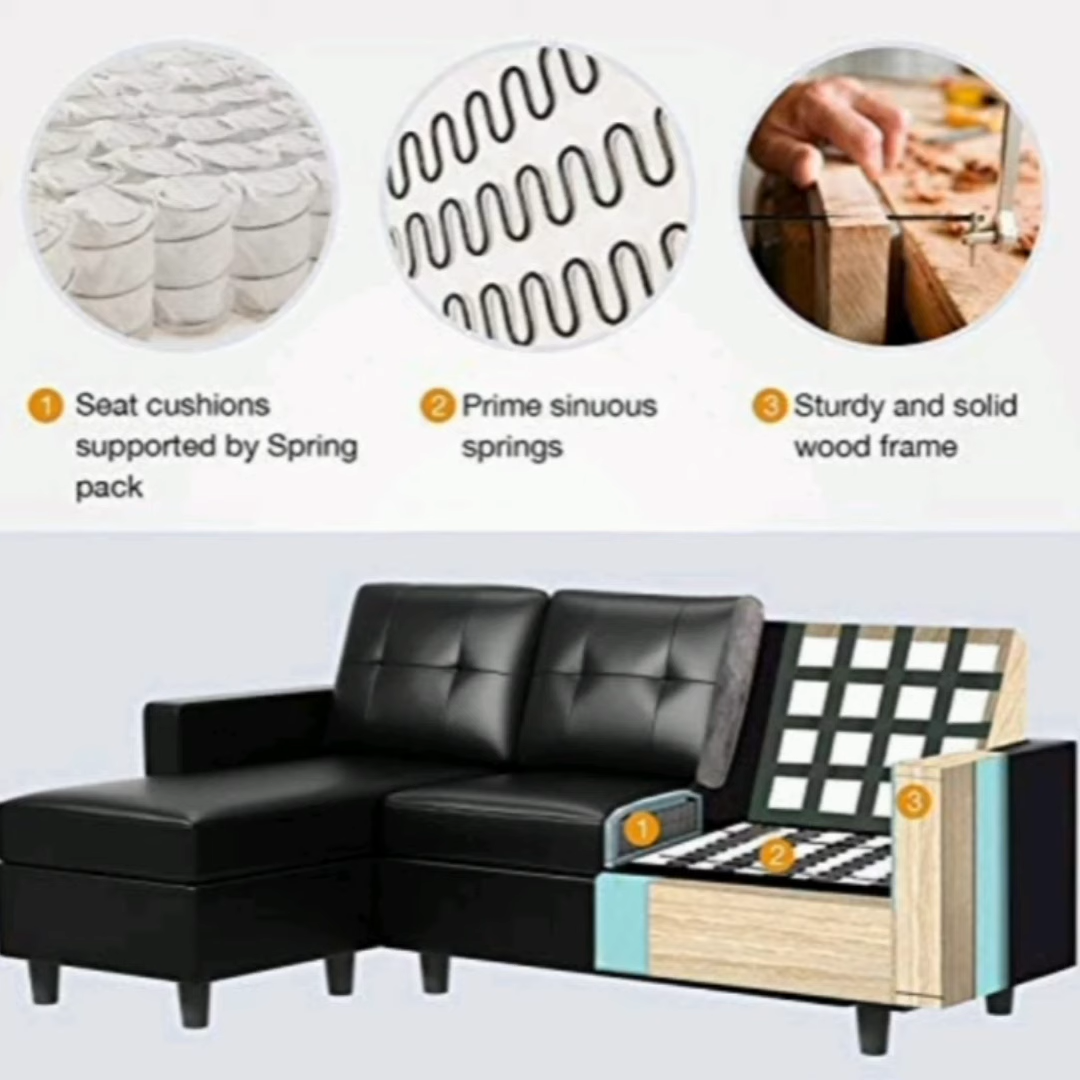 1 Seat cushions
supported by Spring
pack
2 Prime sinuous
springs
3 Sturdy and solid
wood frame
1
2
3